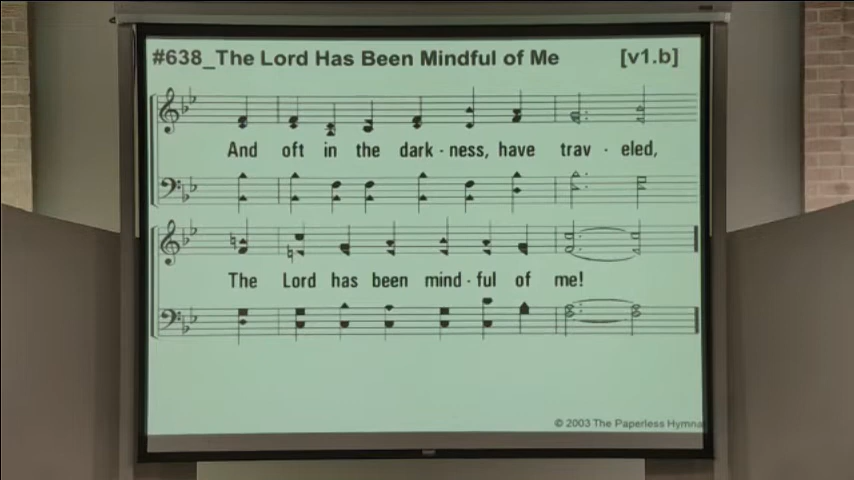 #638_The Lord Has Been Mindful of Me [v1.b]
And oft in the dark - ness, have trav - eled,
The Lord has been mind - ful of me!
© 2003 The Paperless Hymna